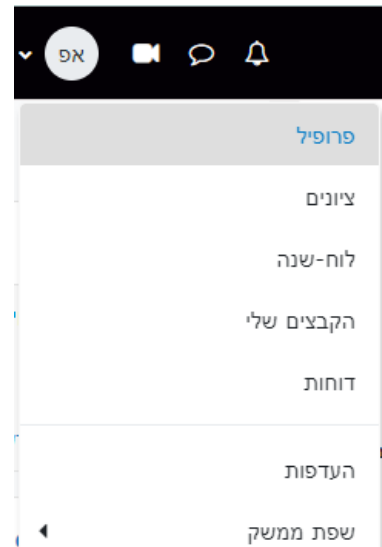 אפ
פרופיל
ציונים
לוח-שנה
הקבצים שלי
דוחות
העדפות
שפת ממשק